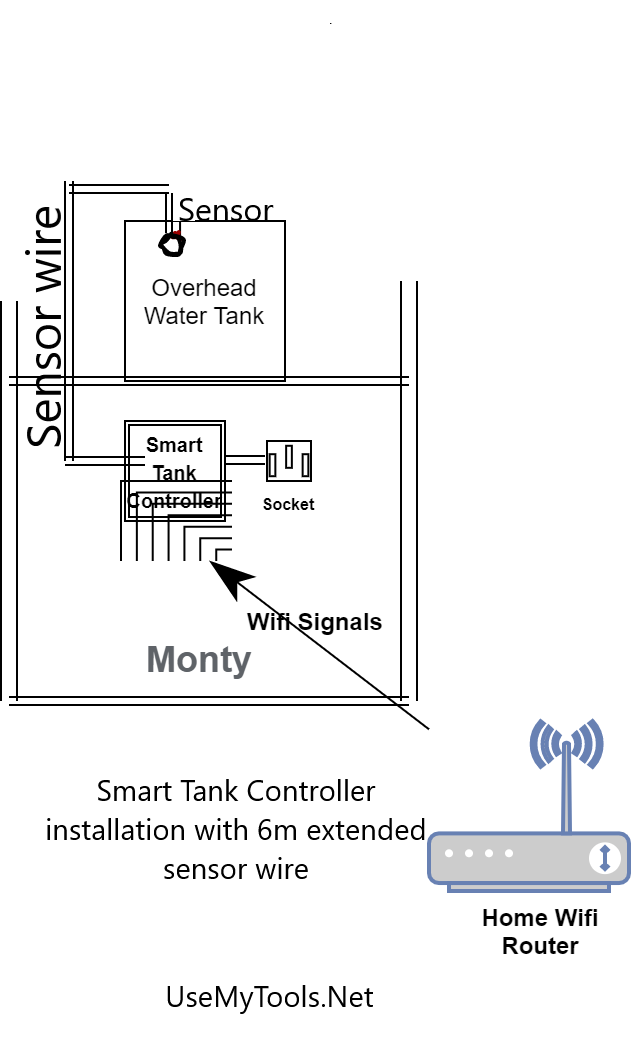 Sensor
Sensor wire
Overhead
Water Tank
Smart
Tank
Controller
Socket
Wifi Signals
Monty
Smart Tank Controller
installation with 6m extended
sensor wire
Home Wifi
Router
UseMyTools.Net